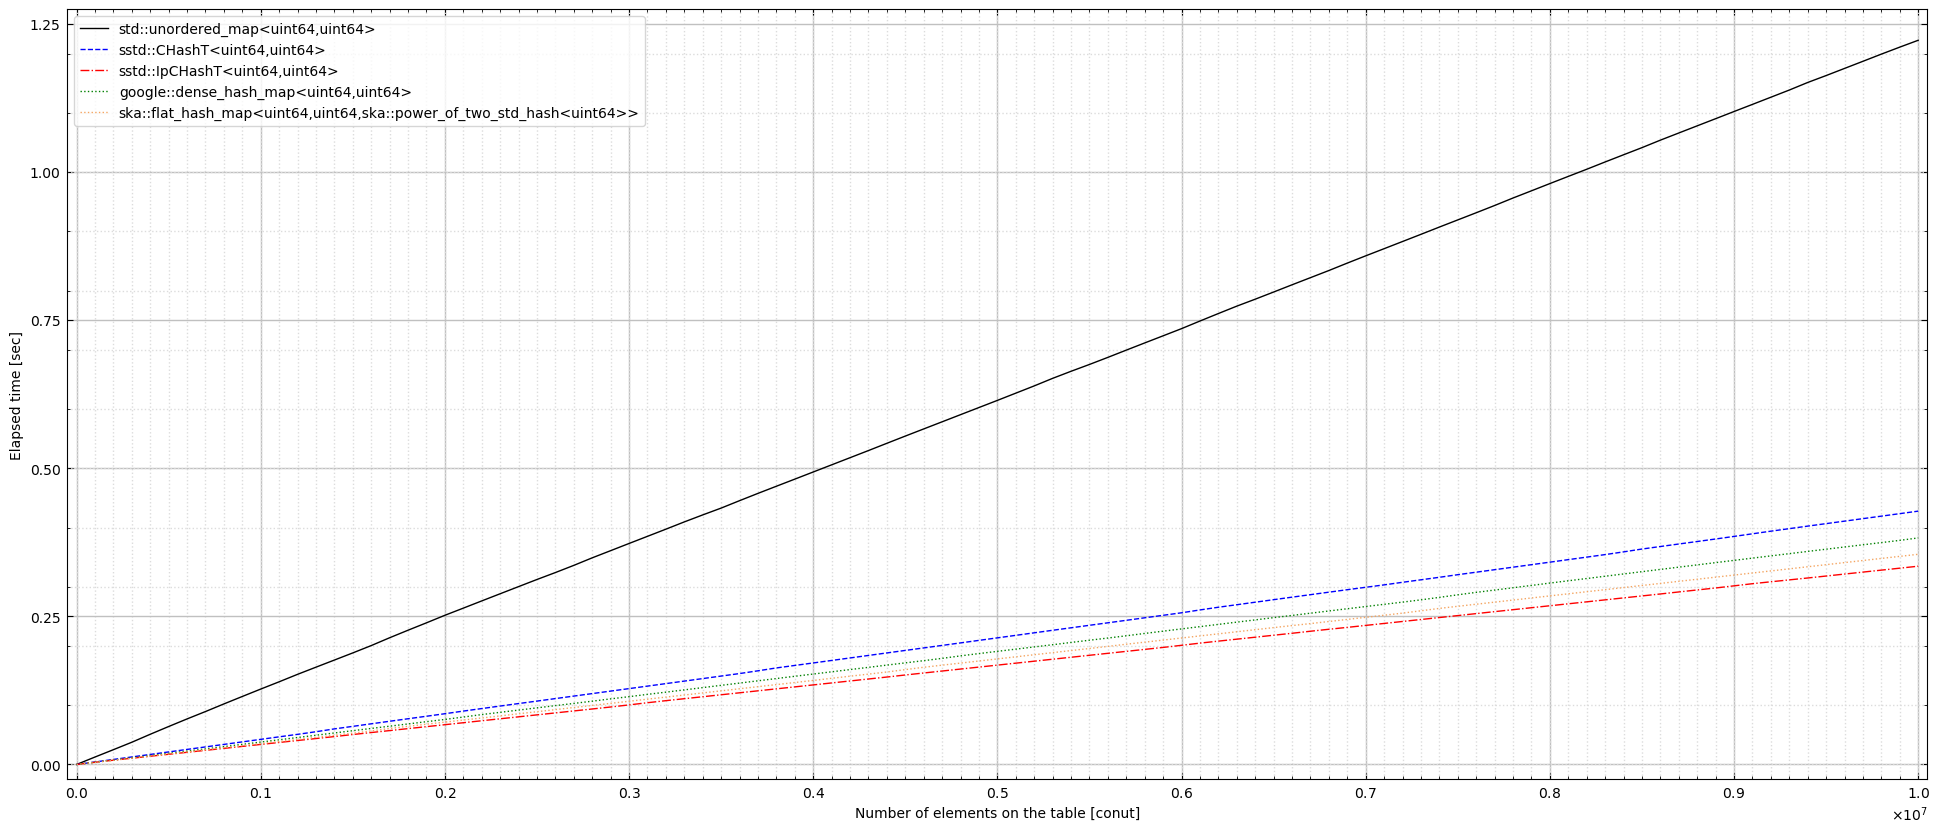 std::unordered_map<uint64,uint64>
sstd::CHashT<uint64,uint64>
sstd::IpCHashT<uint64,uint64>
google::dense_hash_map<uint64,uint64>
ska::flat_hash_map<uint64,uint64,ska::power_of_two_std_hash<uint64>>
1.25
1.00
0.75
0.50
0.25
0.00
Elapsed time [sec]
0.0 0.1 0.2 0.3 0.4 0.5 0.6 0.7 0.8 0.9 1.0
Number of elements on the table [conut]
×10⁷